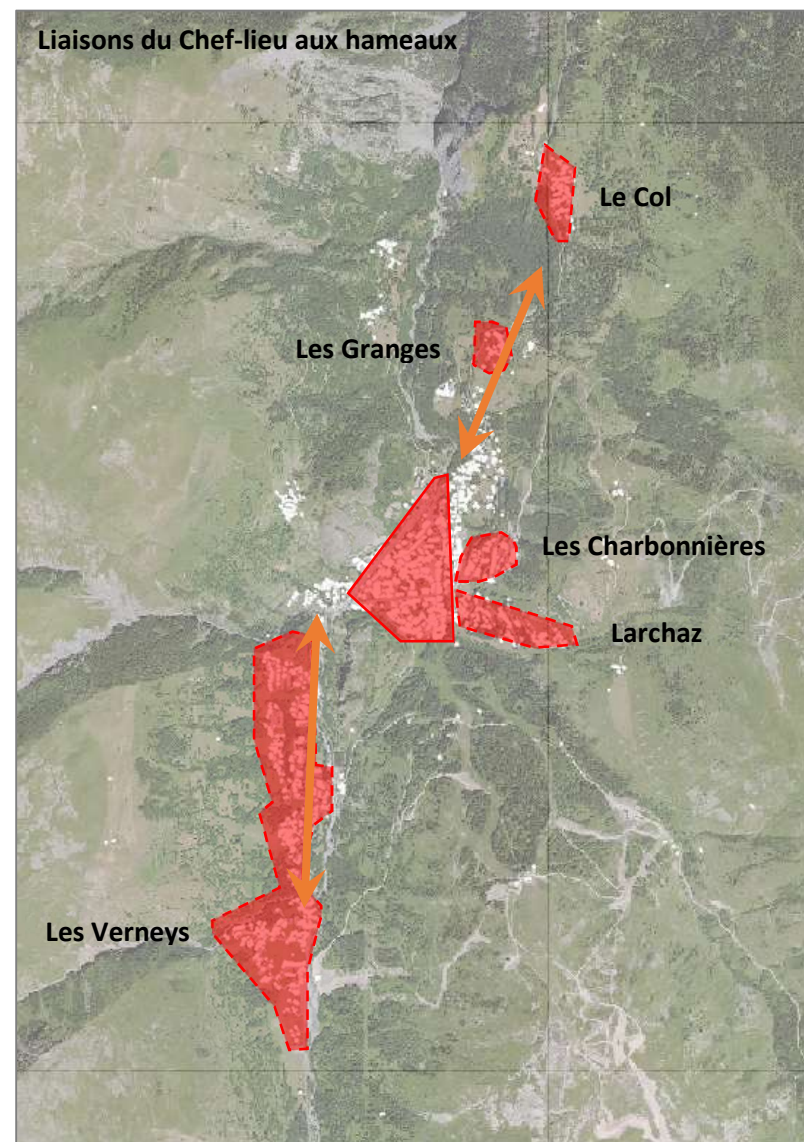 Liaisons du Chef-lieu aux hameaux
Le Col
Les Granges
Les Charbonnières
Larchaz
Les Verneys